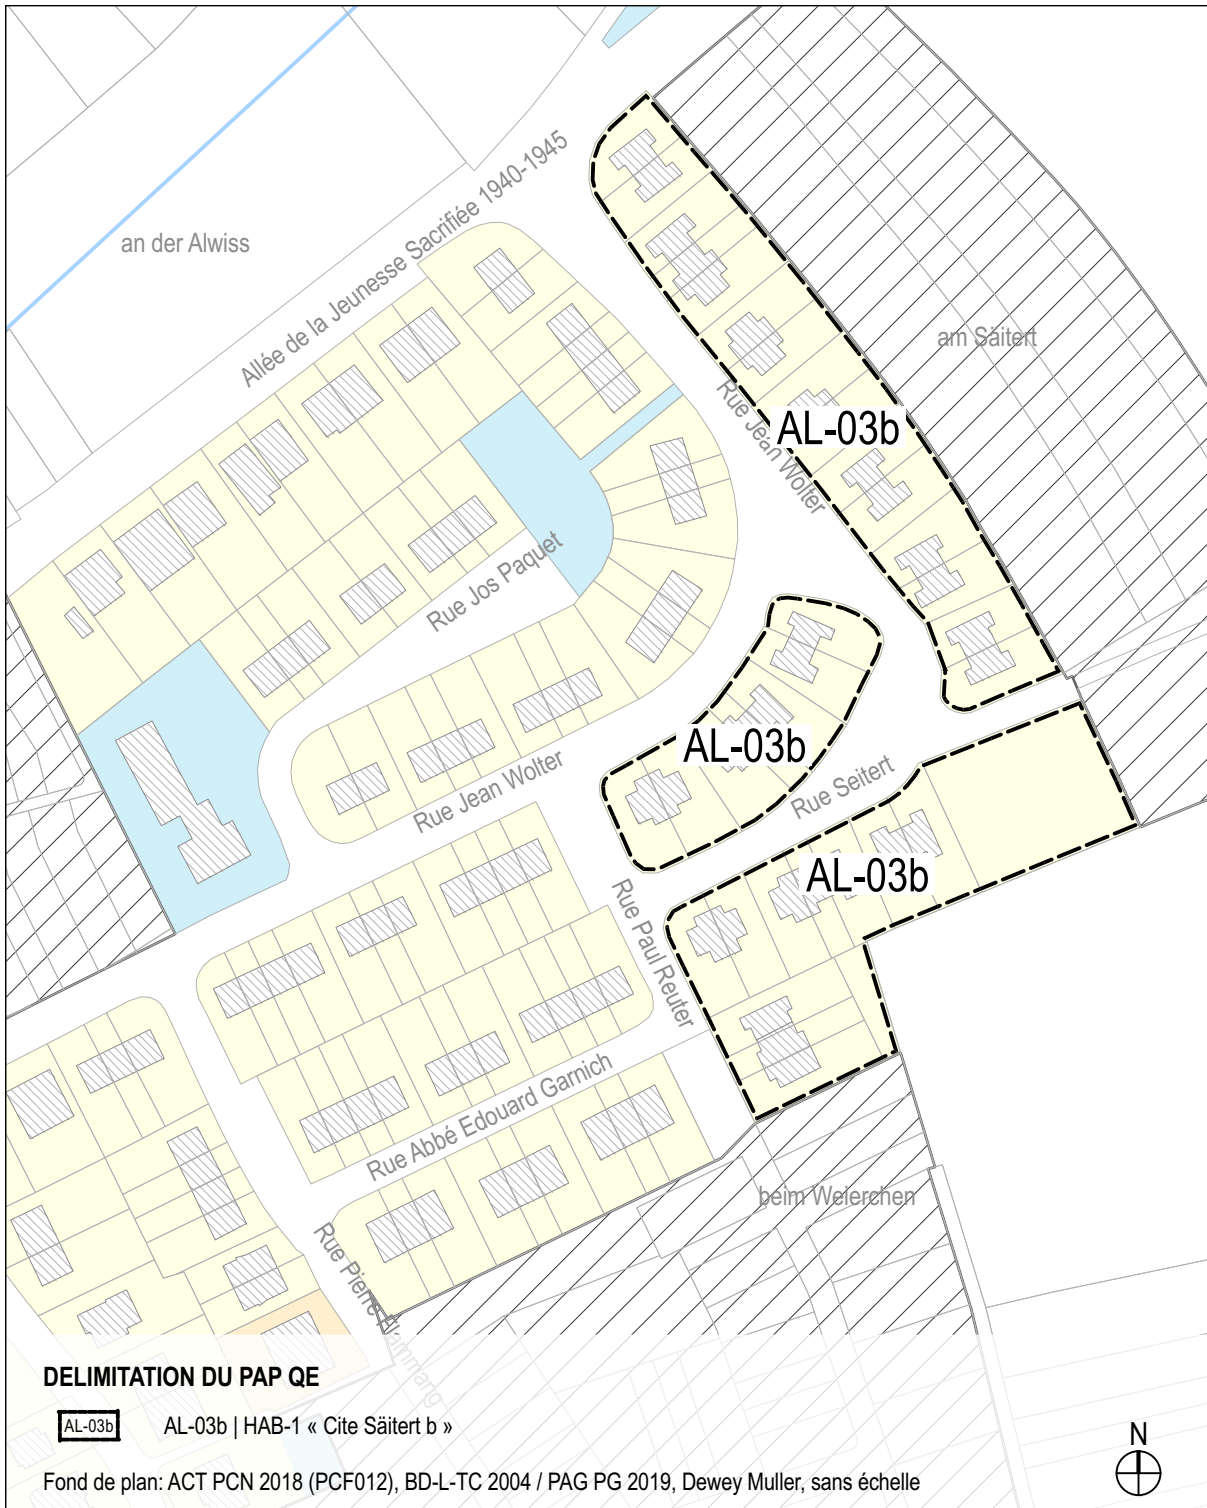 Allée de la Jeunesse Sacrifiée 1940-1945
an der Alwiss
am Säitert
Rue Jean Wolter
AL-03b
Rue Jos Paquet
AL-03b
Rue Jean Wolter
Rue Seitert
AL-03b
Rue Paul Reuter
Rue Abbé Edouard Garnich
beim Weierchen
Rue Pierre Flammang
DELIMITATION DU PAP QE
AL-03b AL-03b | HAB-1 « Cite Säitert b »
N
Fond de plan: ACT PCN 2018 (PCF012), BD-L-TC 2004 / PAG PG 2019, Dewey Muller, sans échelle